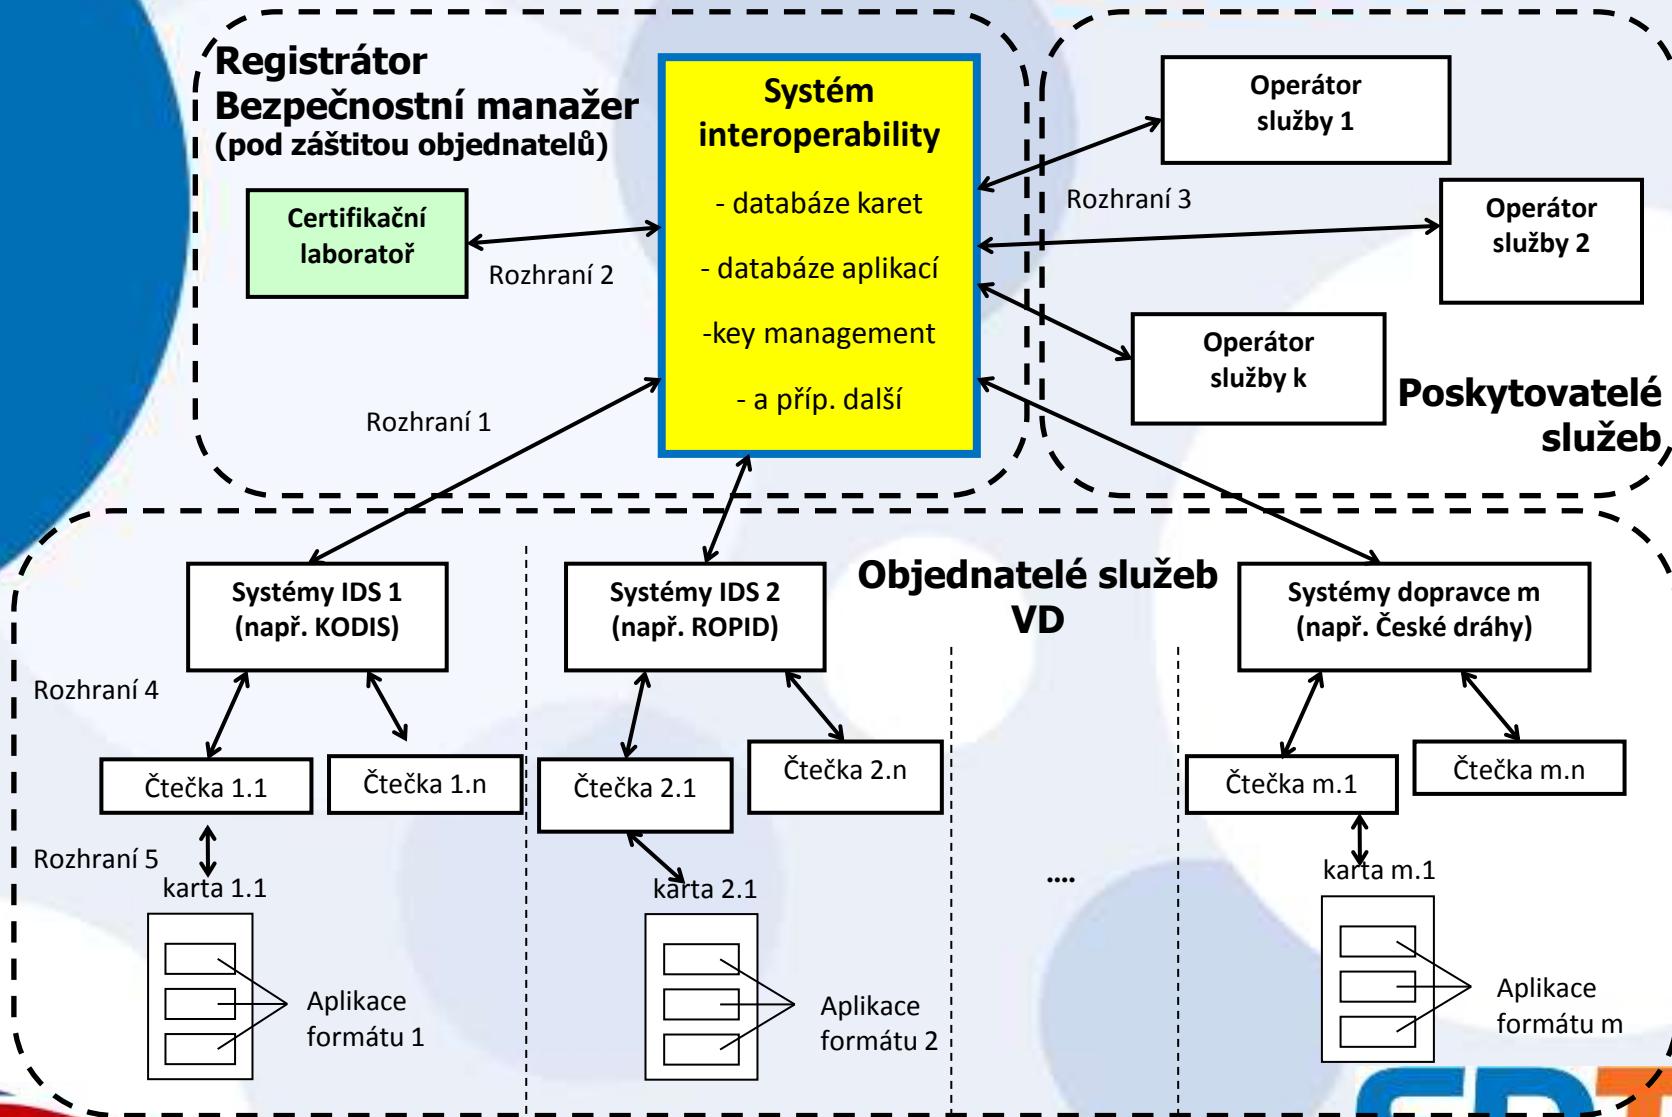 Registrátor
Bezpečnostní manažer
(pod záštitou objednatelů)
Systém
interoperability
- databáze karet
- databáze aplikací
-key management
- a příp. další
Certifikační
laboratoř
Rozhraní 2
Rozhraní 1
Operátor
služby 1
Rozhraní 3
Operátor
služby 2
Operátor
služby k
Poskytovatelé
služeb
Objednatelé služeb
VD
Systémy IDS 1
(např. KODIS)
Systémy IDS 2
(např. ROPID)
Systémy dopravce m
(např. České dráhy)
Rozhraní 4
Čtečka 1.1
Čtečka 1.n
Čtečka 2.1
Čtečka 2.n
Čtečka m.1
Čtečka m.n
Rozhraní 5
karta 1.1
karta 2.1
....
karta m.1
Aplikace
formátu 1
Aplikace
formátu 2
Aplikace
formátu m